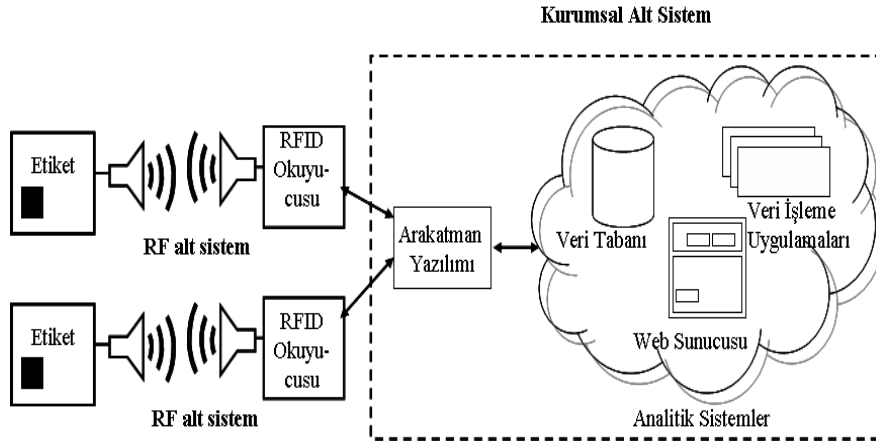 Kurumsal Alt Sistem
Etiket
RFID
Okuyu-
cusu
RF alt sistem
Etiket
RFID
Okuyu-
cusu
RF alt sistem
Arakatman
Yazılımı
Veri Tabanı
Veri İşleme
Uygulamaları
Web Sunucusu
Analitik Sistemler